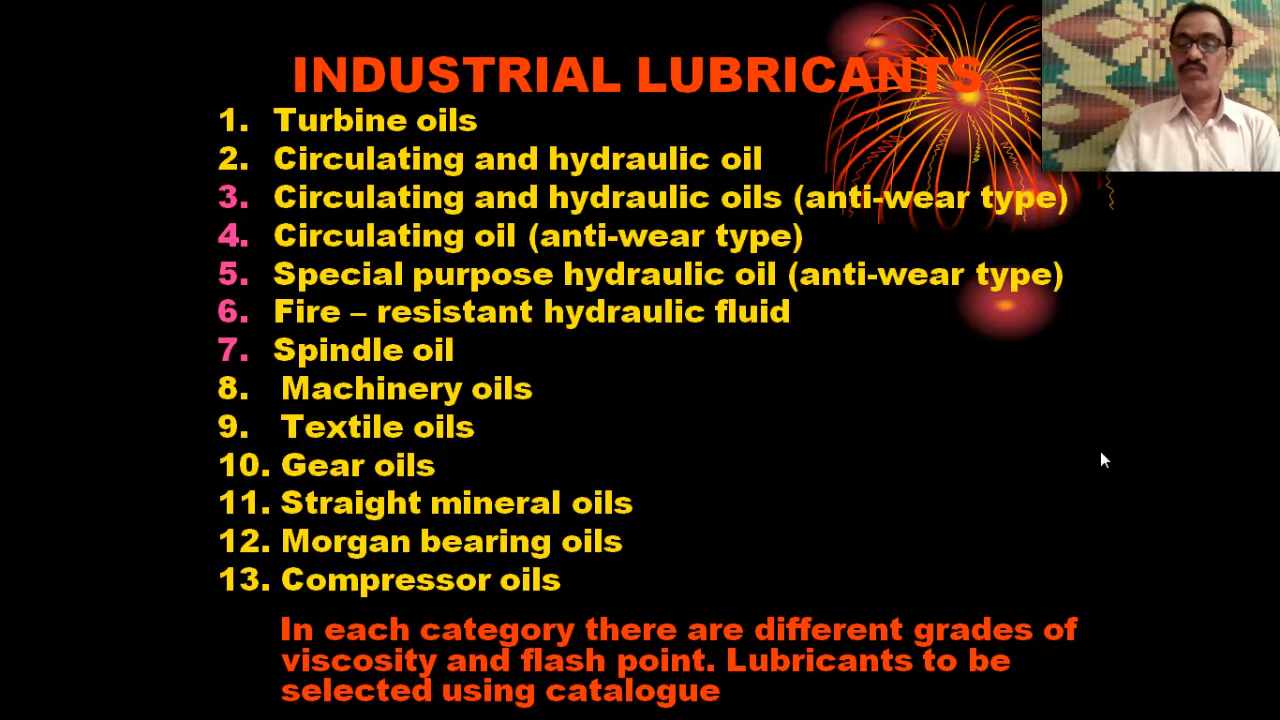 INDUSTRIAL LUBRICANTS
1. Turbine oils
2. Circulating and hydraulic oil
3. Circulating and hydraulic oils (anti-wear type)
4. Circulating oil (anti-wear type)
5. Special purpose hydraulic oil (anti-wear type)
6. Fire – resistant hydraulic fluid
7. Spindle oil
8. Machinery oils
9. Textile oils
10. Gear oils
11. Straight mineral oils
12. Morgan bearing oils
13. Compressor oils
In each category there are different grades of
viscosity and flash point. Lubricants to be
selected using catalogue